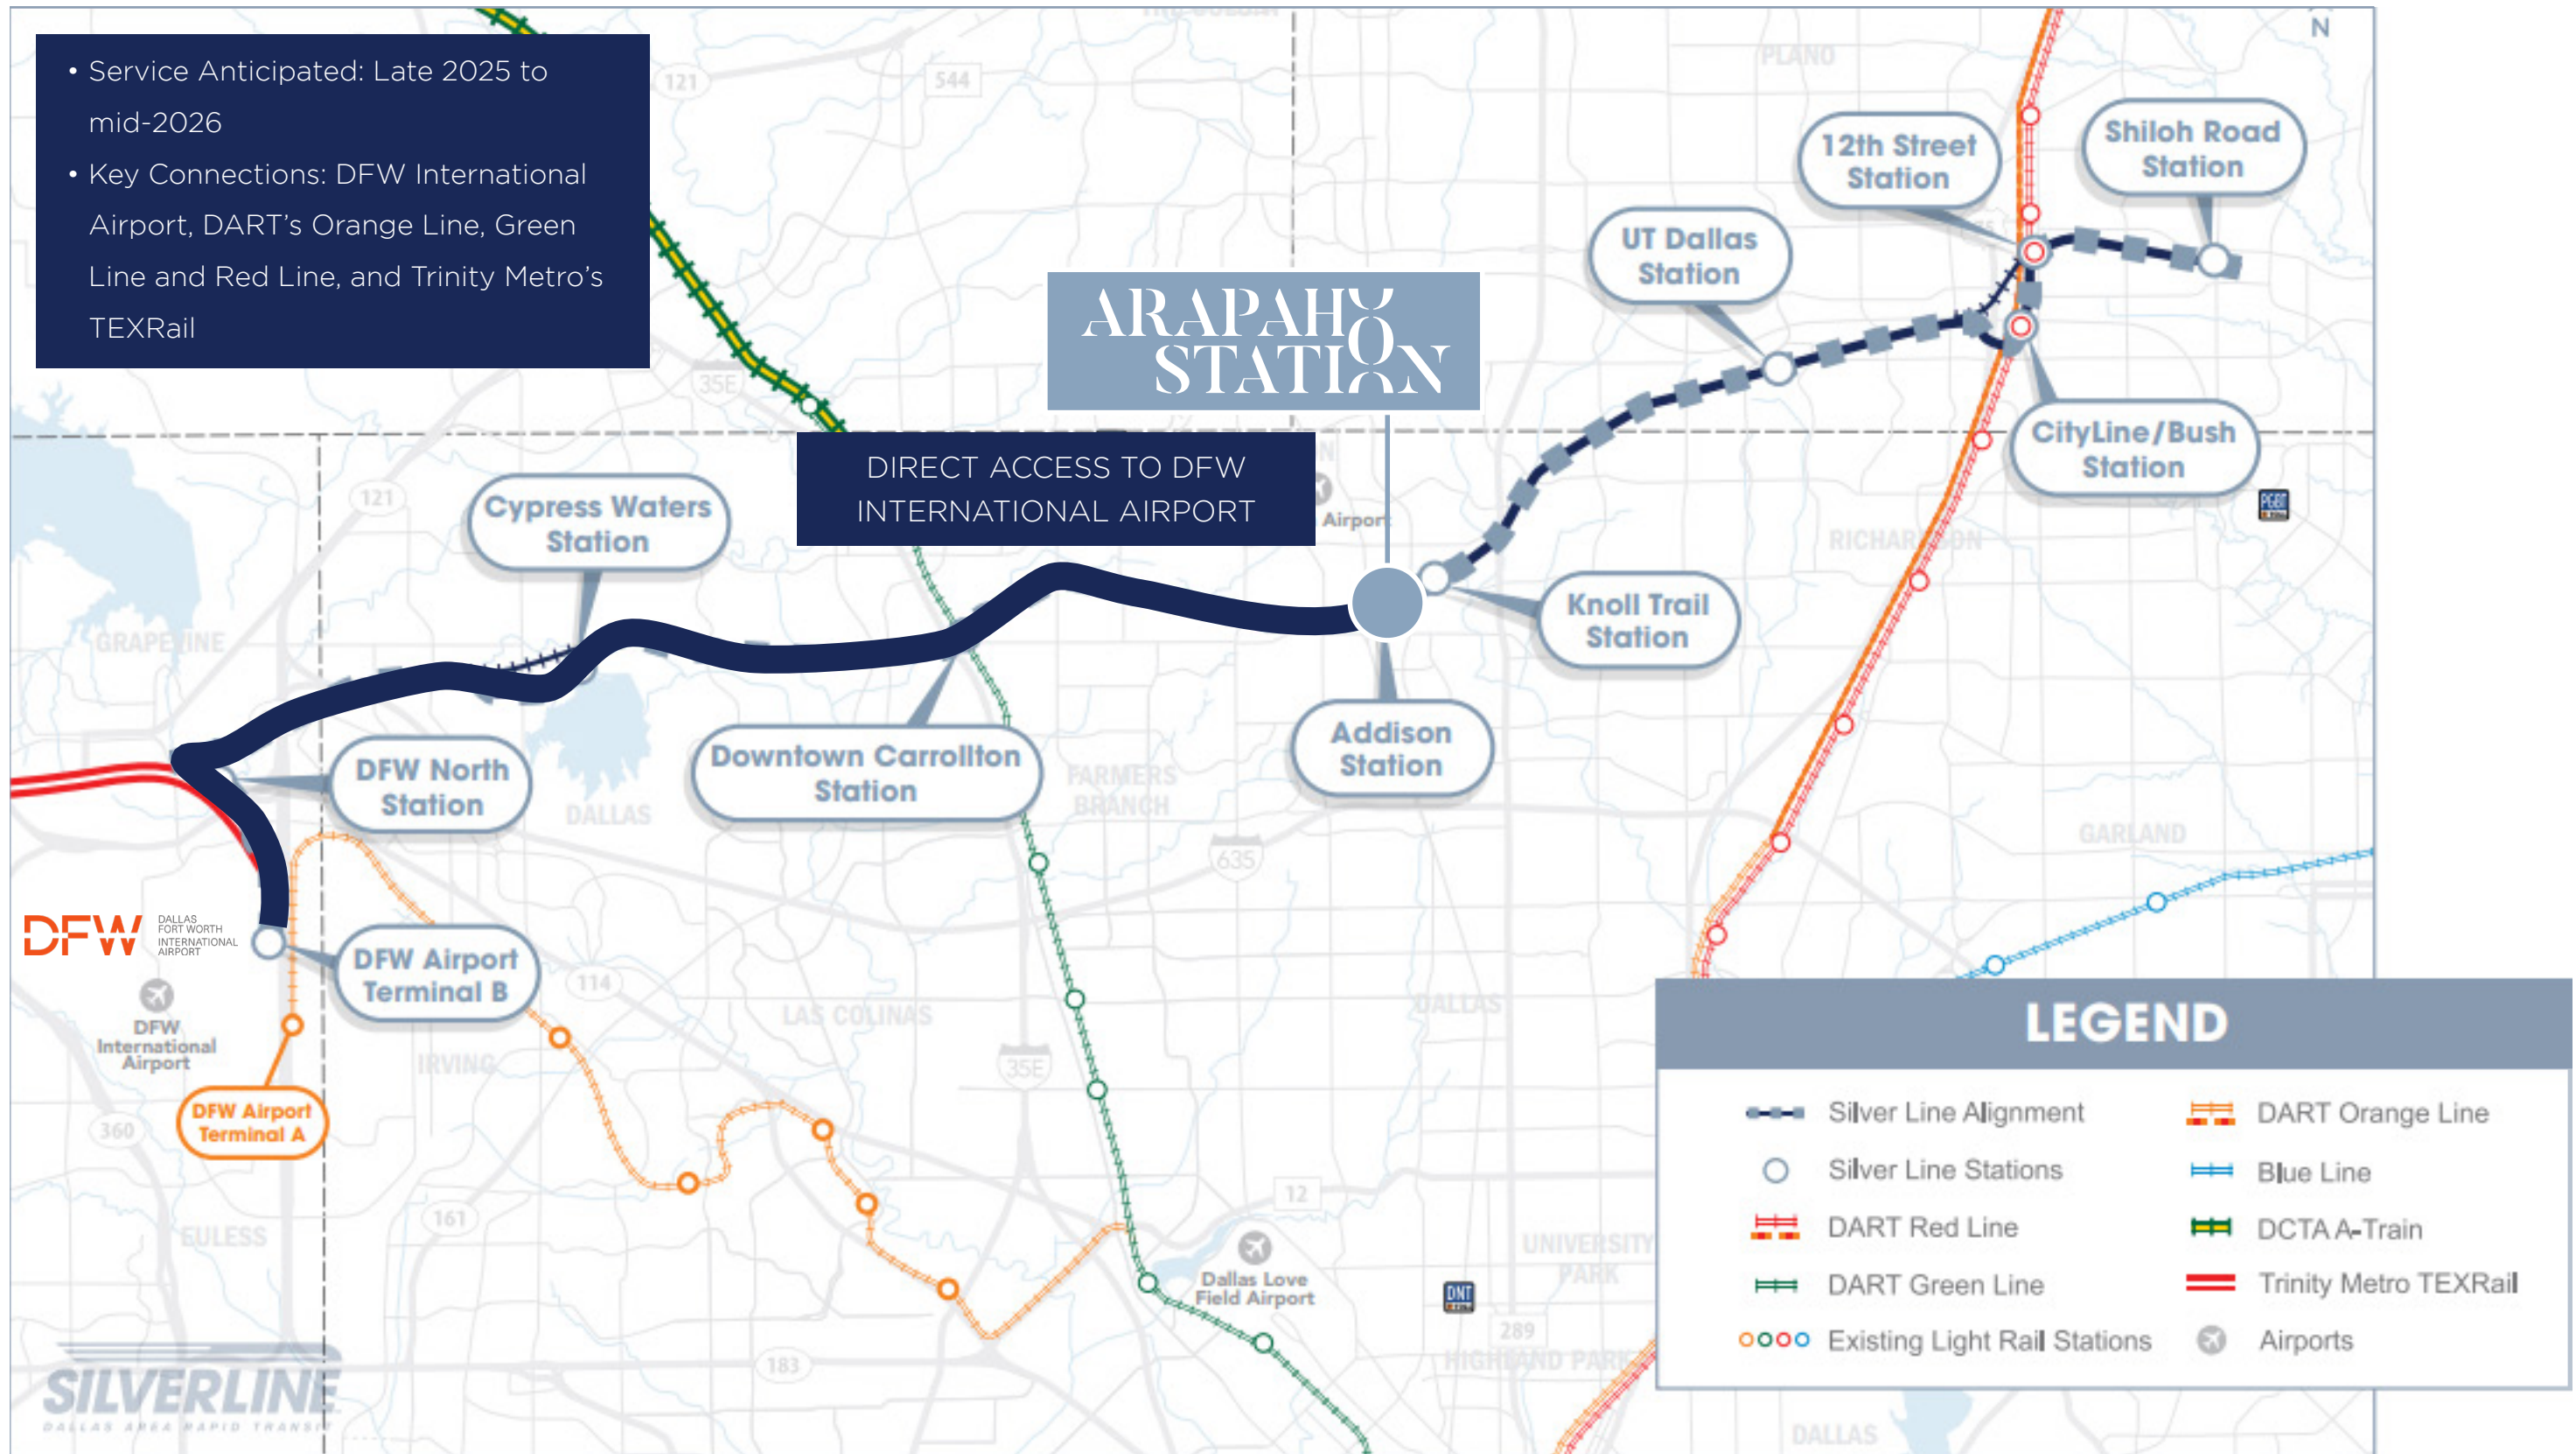 • Service Anticipated: Late 2025 to
mid-2026
• Key Connections: DFW International
Airport, DART's Orange Line, Green
Line and Red Line, and Trinity Metro's
TEXRail
N
PLANO
121
544
12th Street
Station
Shiloh Road
Station
UT Dallas
Station
ARAPAHO
STATION
35E
DIRECT ACCESS TO DFW
INTERNATIONAL AIRPORT
Airport
CityLine/Bush
Station
PGBT
121
Cypress Waters
Station
RICHARDSON
Knoll Trail
Station
GRAPEVINE
Addison
Station
DFW North
Station
Downtown Carrollton
Station
FARMERS
BRANCH
DALLAS
635
GARLAND
DFW
DALLAS
FORT WORTH
INTERNATIONAL
AIRPORT
DFW Airport
Terminal B
114
LAS COLINAS
DALLAS
DFW
International
Airport
IRVING
35E
DFW Airport
Terminal A
360
161
12
EULESS
UNIVERSITY
PARK
Dallas Love
Field Airport
DNT
289
HIGHLAND PARK
183
SILVERLINE
DALLAS AREA RAPID TRANSIT
DALLAS
LEGEND
Silver Line Alignment
Silver Line Stations
DART Red Line
DART Green Line
Existing Light Rail Stations
DART Orange Line
Blue Line
DCTA A-Train
Trinity Metro TEXRail
Airports